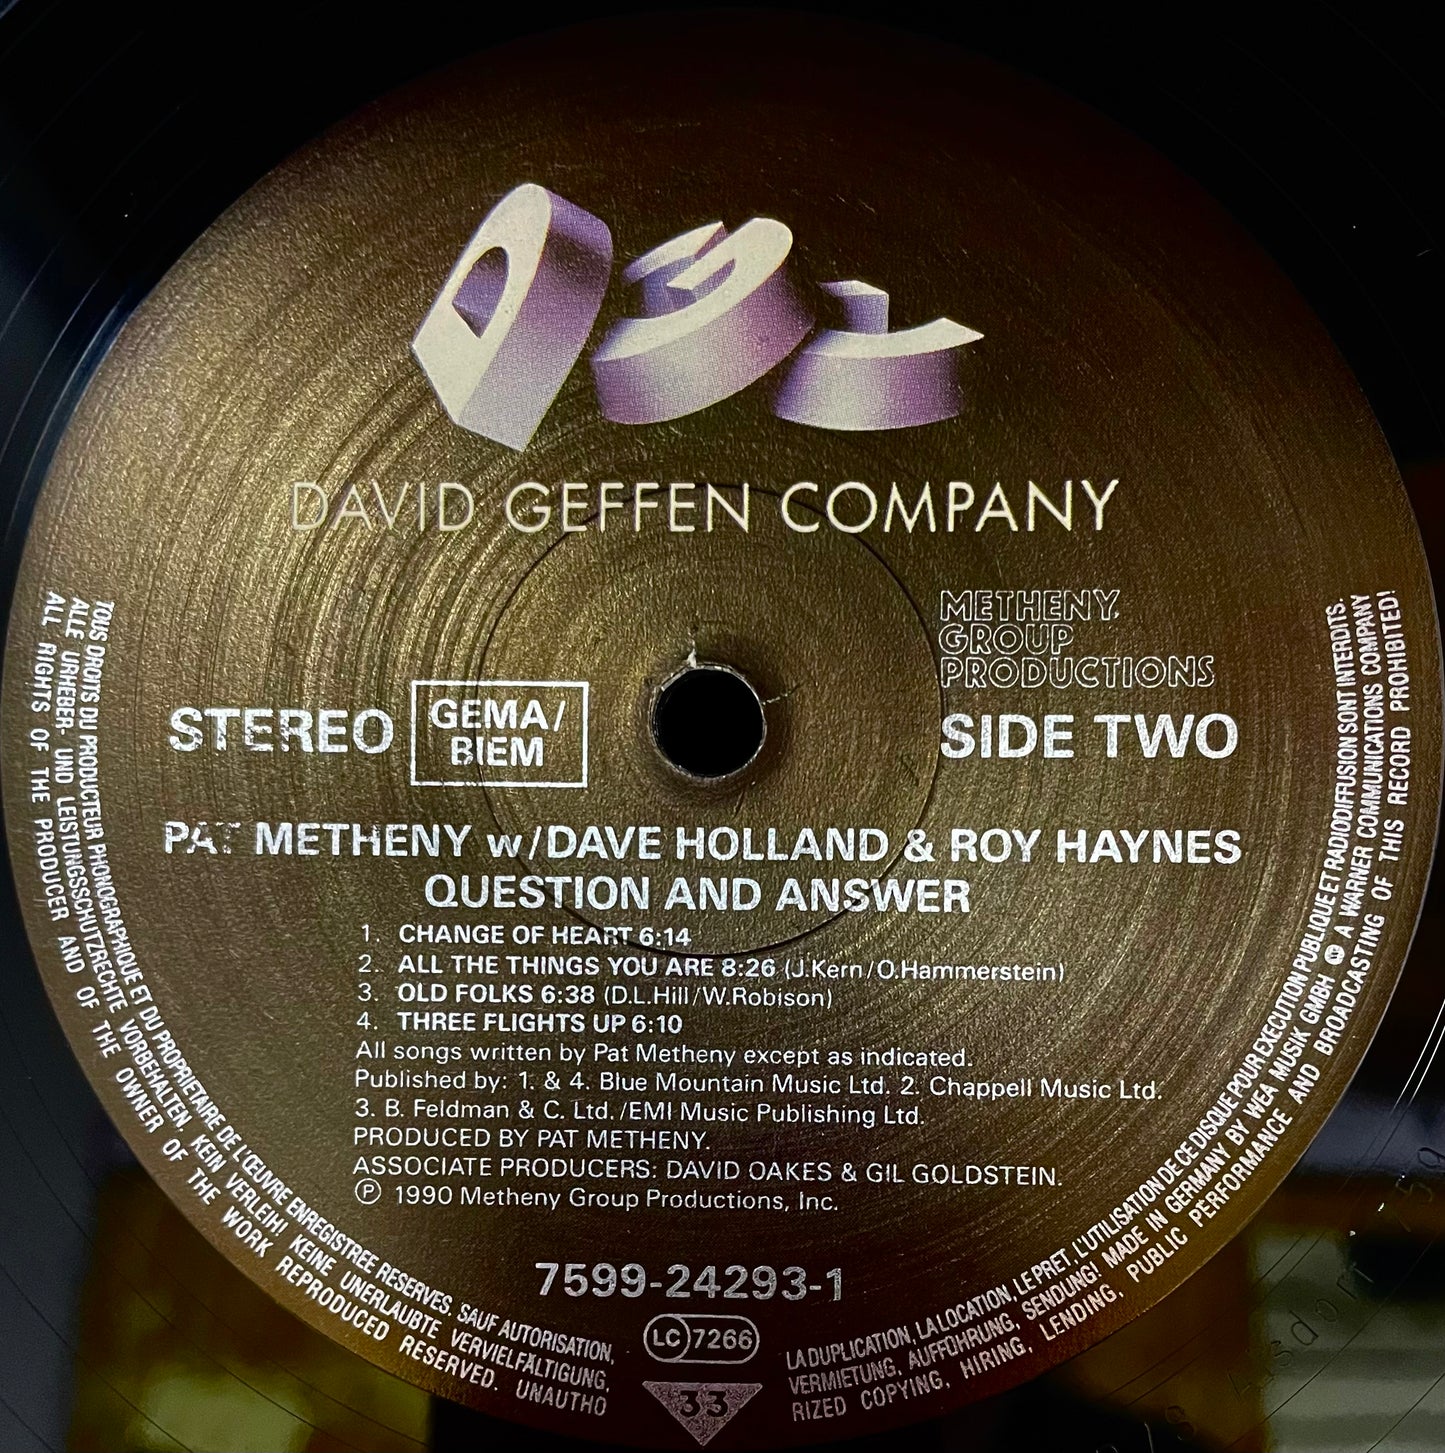 DGC
DAVID GEFFEN COMPANY
METHENY
GROUP
PRODUCTIONS
STEREO
GEMA/
BIEM
SIDE TWO
PAT METHENY w/DAVE HOLLAND & ROY HAYNES
QUESTION AND ANSWER
1. CHANGE OF HEART 6:14
2. ALL THE THINGS YOU ARE 8:26 (J.Kern/O.Hammerstein)
3. OLD FOLKS 6:38 (D.L.Hill/W.Robison)
4. THREE FLIGHTS UP 6:10
All songs written by Pat Metheny except as indicated.
Published by: 1. & 4. Blue Mountain Music Ltd. 2. Chappell Music Ltd.
3. B. Feldman & C. Ltd./EMI Music Publishing Ltd.
PRODUCED BY PAT METHENY.
ASSOCIATE PRODUCERS: DAVID OAKES & GIL GOLDSTEIN.
℗ 1990 Metheny Group Productions, Inc.
7599-24293-1
LC 7266
33
TOUS DROITS DU PRODUCTEUR PHONOGRAPHIQUE ET DU PROPRIETAIRE DE L'ŒUVRE ENREGISTREE RESERVES. SAUF AUTORISATION, LA DUPLICATION, LA LOCATION, LE PRET, L'UTILISATION DE CE DISQUE POUR EXECUTION PUBLIQUE ET RADIODIFFUSION SONT INTERDITS.
ALLE URHEBER- UND LEISTUNGSSCHUTZRECHTE VORBEHALTEN. KEIN VERLEIH! KEINE UNERLAUBTE VERVIELFÄLTIGUNG, VERMIETUNG, AUFFÜHRUNG, SENDUNG! MADE IN GERMANY BY WEA MUSIK GMBH A WARNER COMMUNICATIONS COMPANY
ALL RIGHTS OF THE PRODUCER AND OF THE OWNER OF THE WORK REPRODUCED RESERVED. UNAUTHORIZED COPYING, HIRING, LENDING, PUBLIC PERFORMANCE AND BROADCASTING OF THIS RECORD PROHIBITED!